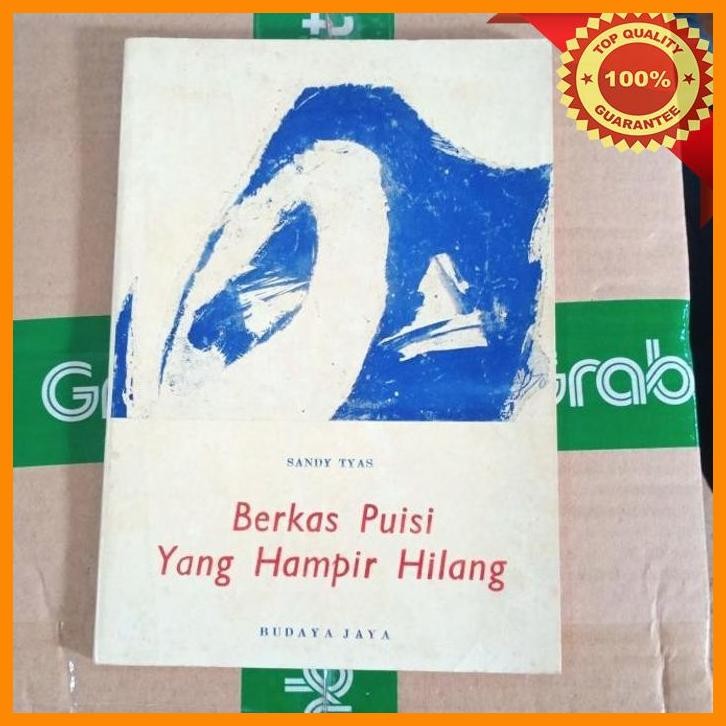 TOP QUALITY
100%
GUARANTEE
Grab
SANDY TYAS
Berkas Puisi
Yang Hampir Hilang
BUDAYA JAYA